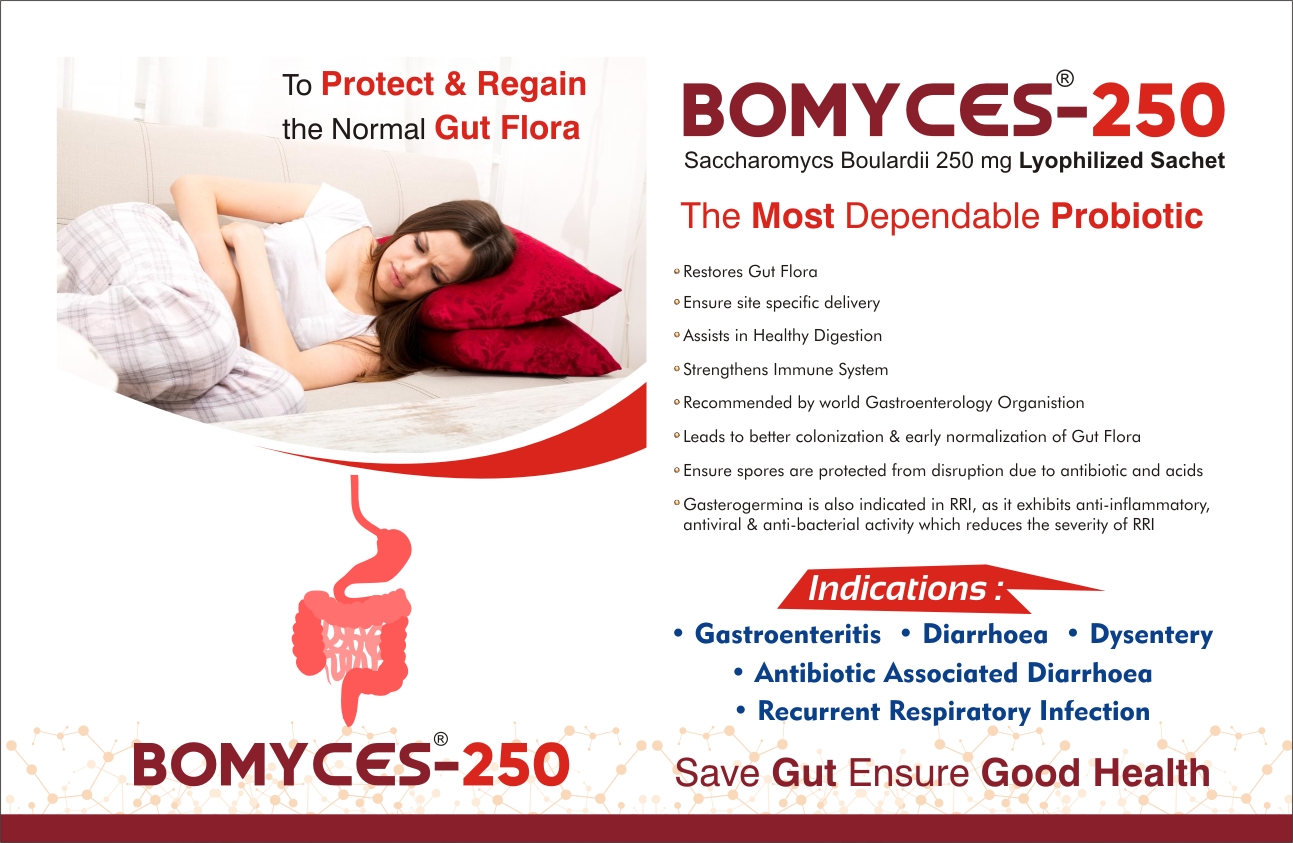 To Protect & Regain
the Normal Gut Flora
BOMYCES®-250
Saccharomycs Boulardii 250 mg Lyophilized Sachet
The Most Dependable Probiotic
Restores Gut Flora
Ensure site specific delivery
Assists in Healthy Digestion
Strengthens Immune System
Recommended by world Gastroenterology Organistion
Leads to better colonization & early normalization of Gut Flora
Ensure spores are protected from disruption due to antibiotic and acids
Gasterogermina is also indicated in RRI, as it exhibits anti-inflammatory,
antiviral & anti-bacterial activity which reduces the severity of RRI
Indications :
• Gastroenteritis • Diarrhoea • Dysentery
• Antibiotic Associated Diarrhoea
• Recurrent Respiratory Infection
BOMYCES®-250
Save Gut Ensure Good Health